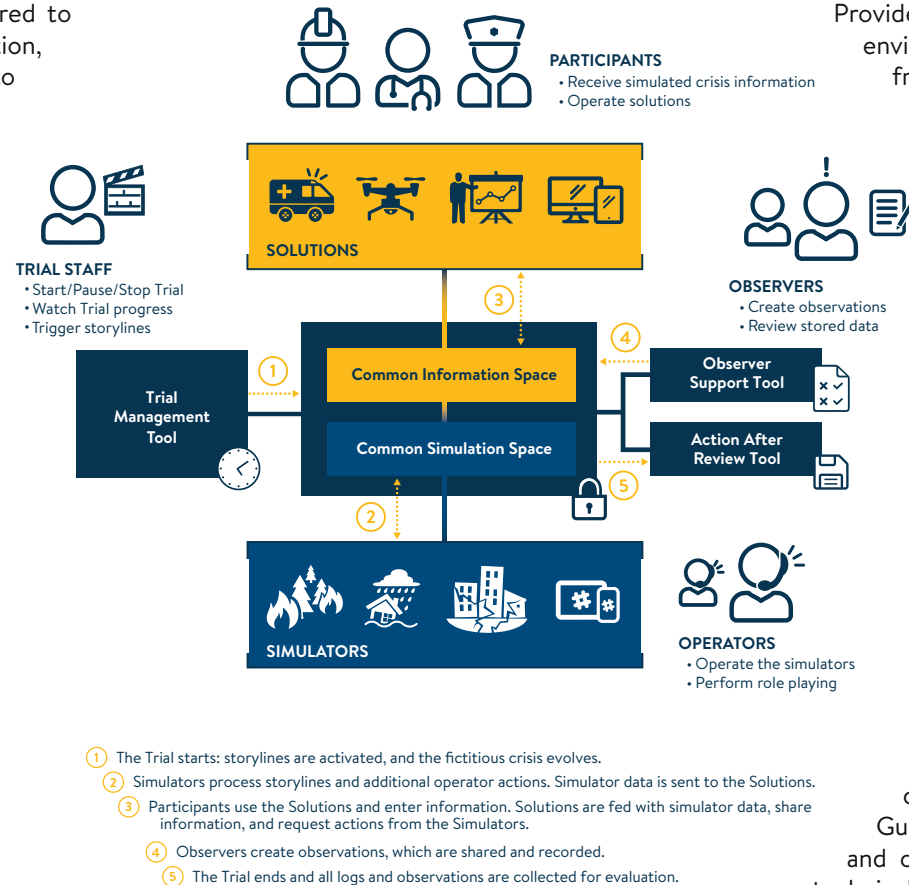 tion,
to
Provide
PARTICIPANTS
• Receive simulated crisis information
• Operate solutions
SOLUTIONS
TRIAL STAFF
• Start/Pause/Stop Trial
• Watch Trial progress
• Trigger storylines
OBSERVERS
• Create observations
• Review stored data
3
4
1
Common Information Space
Observer
Support Tool
Trial
Management
Tool
Common Simulation Space
Action After
Review Tool
5
2
SIMULATORS
OPERATORS
• Operate the simulators
• Perform role playing
1 The Trial starts: storylines are activated, and the fictitious crisis evolves.
2 Simulators process storylines and additional operator actions. Simulator data is sent to the Solutions.
3 Participants use the Solutions and enter information. Solutions are fed with simulator data, share
information, and request actions from the Simulators.
4 Observers create observations, which are shared and recorded.
5 The Trial ends and all logs and observations are collected for evaluation.
and